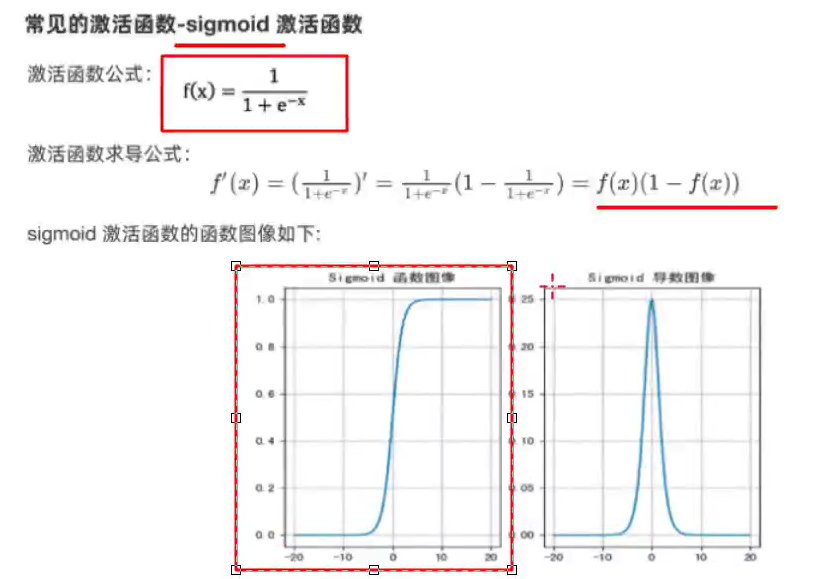 常见的激活函数-sigmoid 激活函数
激活函数公式： f(x) = 1 / (1 + e^{-x})
激活函数求导公式：
f'(x) = (1/(1+e^{-x}))' = 1/(1+e^{-x}) (1 − 1/(1+e^{-x})) = f(x)(1 − f(x))
sigmoid 激活函数的函数图像如下:
Sigmoid 函数图像
1.0
0.8
0.6
0.4
0.2
0.0
-20 -10 0 10 20
Sigmoid 导数图像
.25
.20
.15
.10
.05
.00
-20 -10 0 10 20